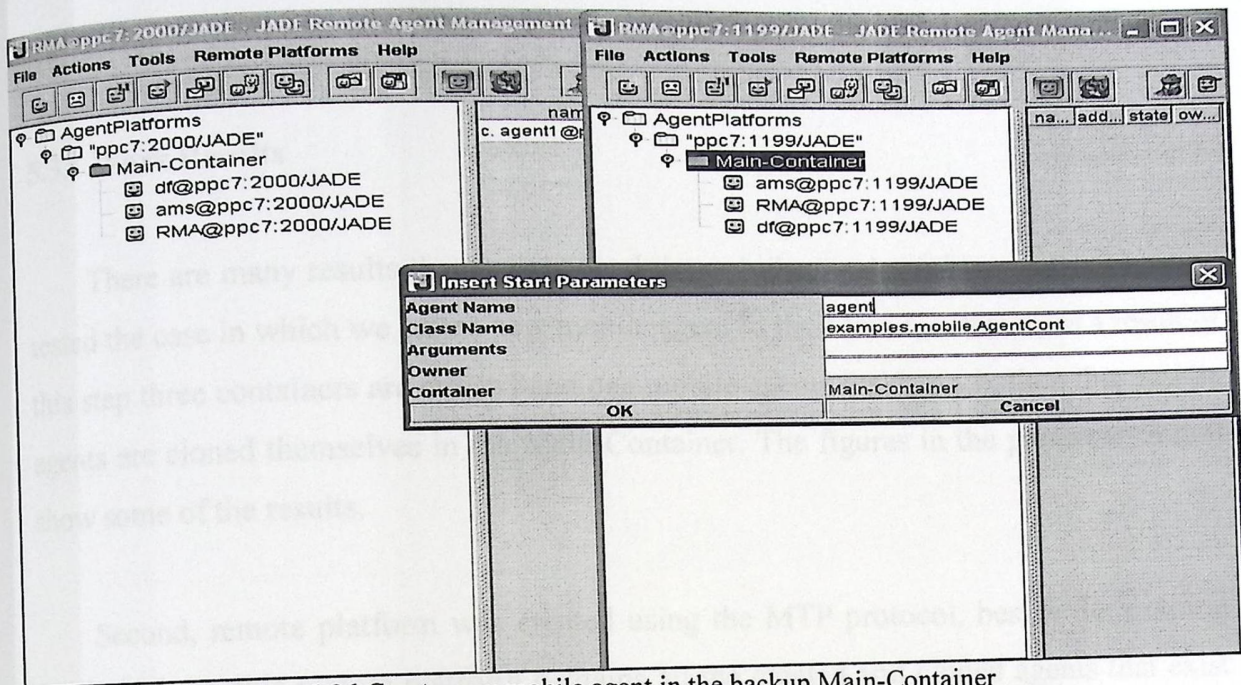 RMA@ppc7:2000/JADE - JADE Remote Agent Management
File Actions Tools Remote Platforms Help
AgentPlatforms
"ppc7:2000/JADE"
Main-Container
df@ppc7:2000/JADE
ams@ppc7:2000/JADE
RMA@ppc7:2000/JADE
nam
c. agent1@p
RMA@ppc7:1199/JADE - JADE Remote Agent Mana...
File Actions Tools Remote Platforms Help
AgentPlatforms
"ppc7:1199/JADE"
Main-Container
ams@ppc7:1199/JADE
RMA@ppc7:1199/JADE
df@ppc7:1199/JADE
na... add... state ow...
Insert Start Parameters
Agent Name agent
Class Name examples.mobile.AgentCont
Arguments
Owner
Container Main-Container
OK Cancel
There are many results
tested the case in which we
this step three containers are
agents are cloned themselves in Container. The figures in the
show some of the results.
Second, remote platform was using the MTP protocol, bes
agents that exist
mobile agent in the backup Main-Container